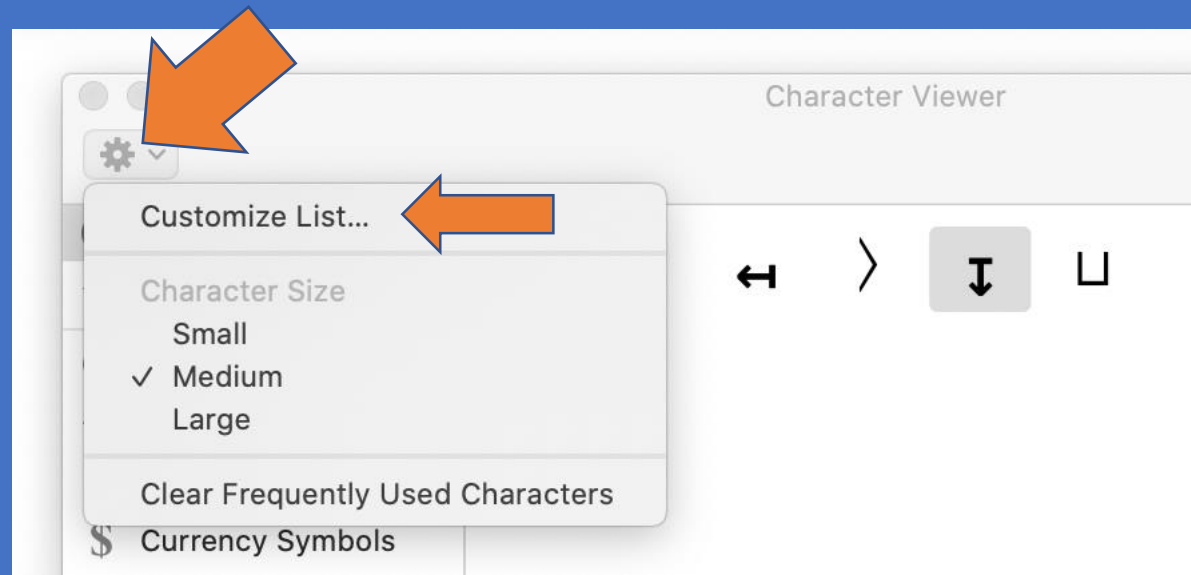 Character Viewer
Customize List...
↤ 〉 ↧ ⊔
Character Size
Small
✓ Medium
Large
Clear Frequently Used Characters
$ Currency Symbols